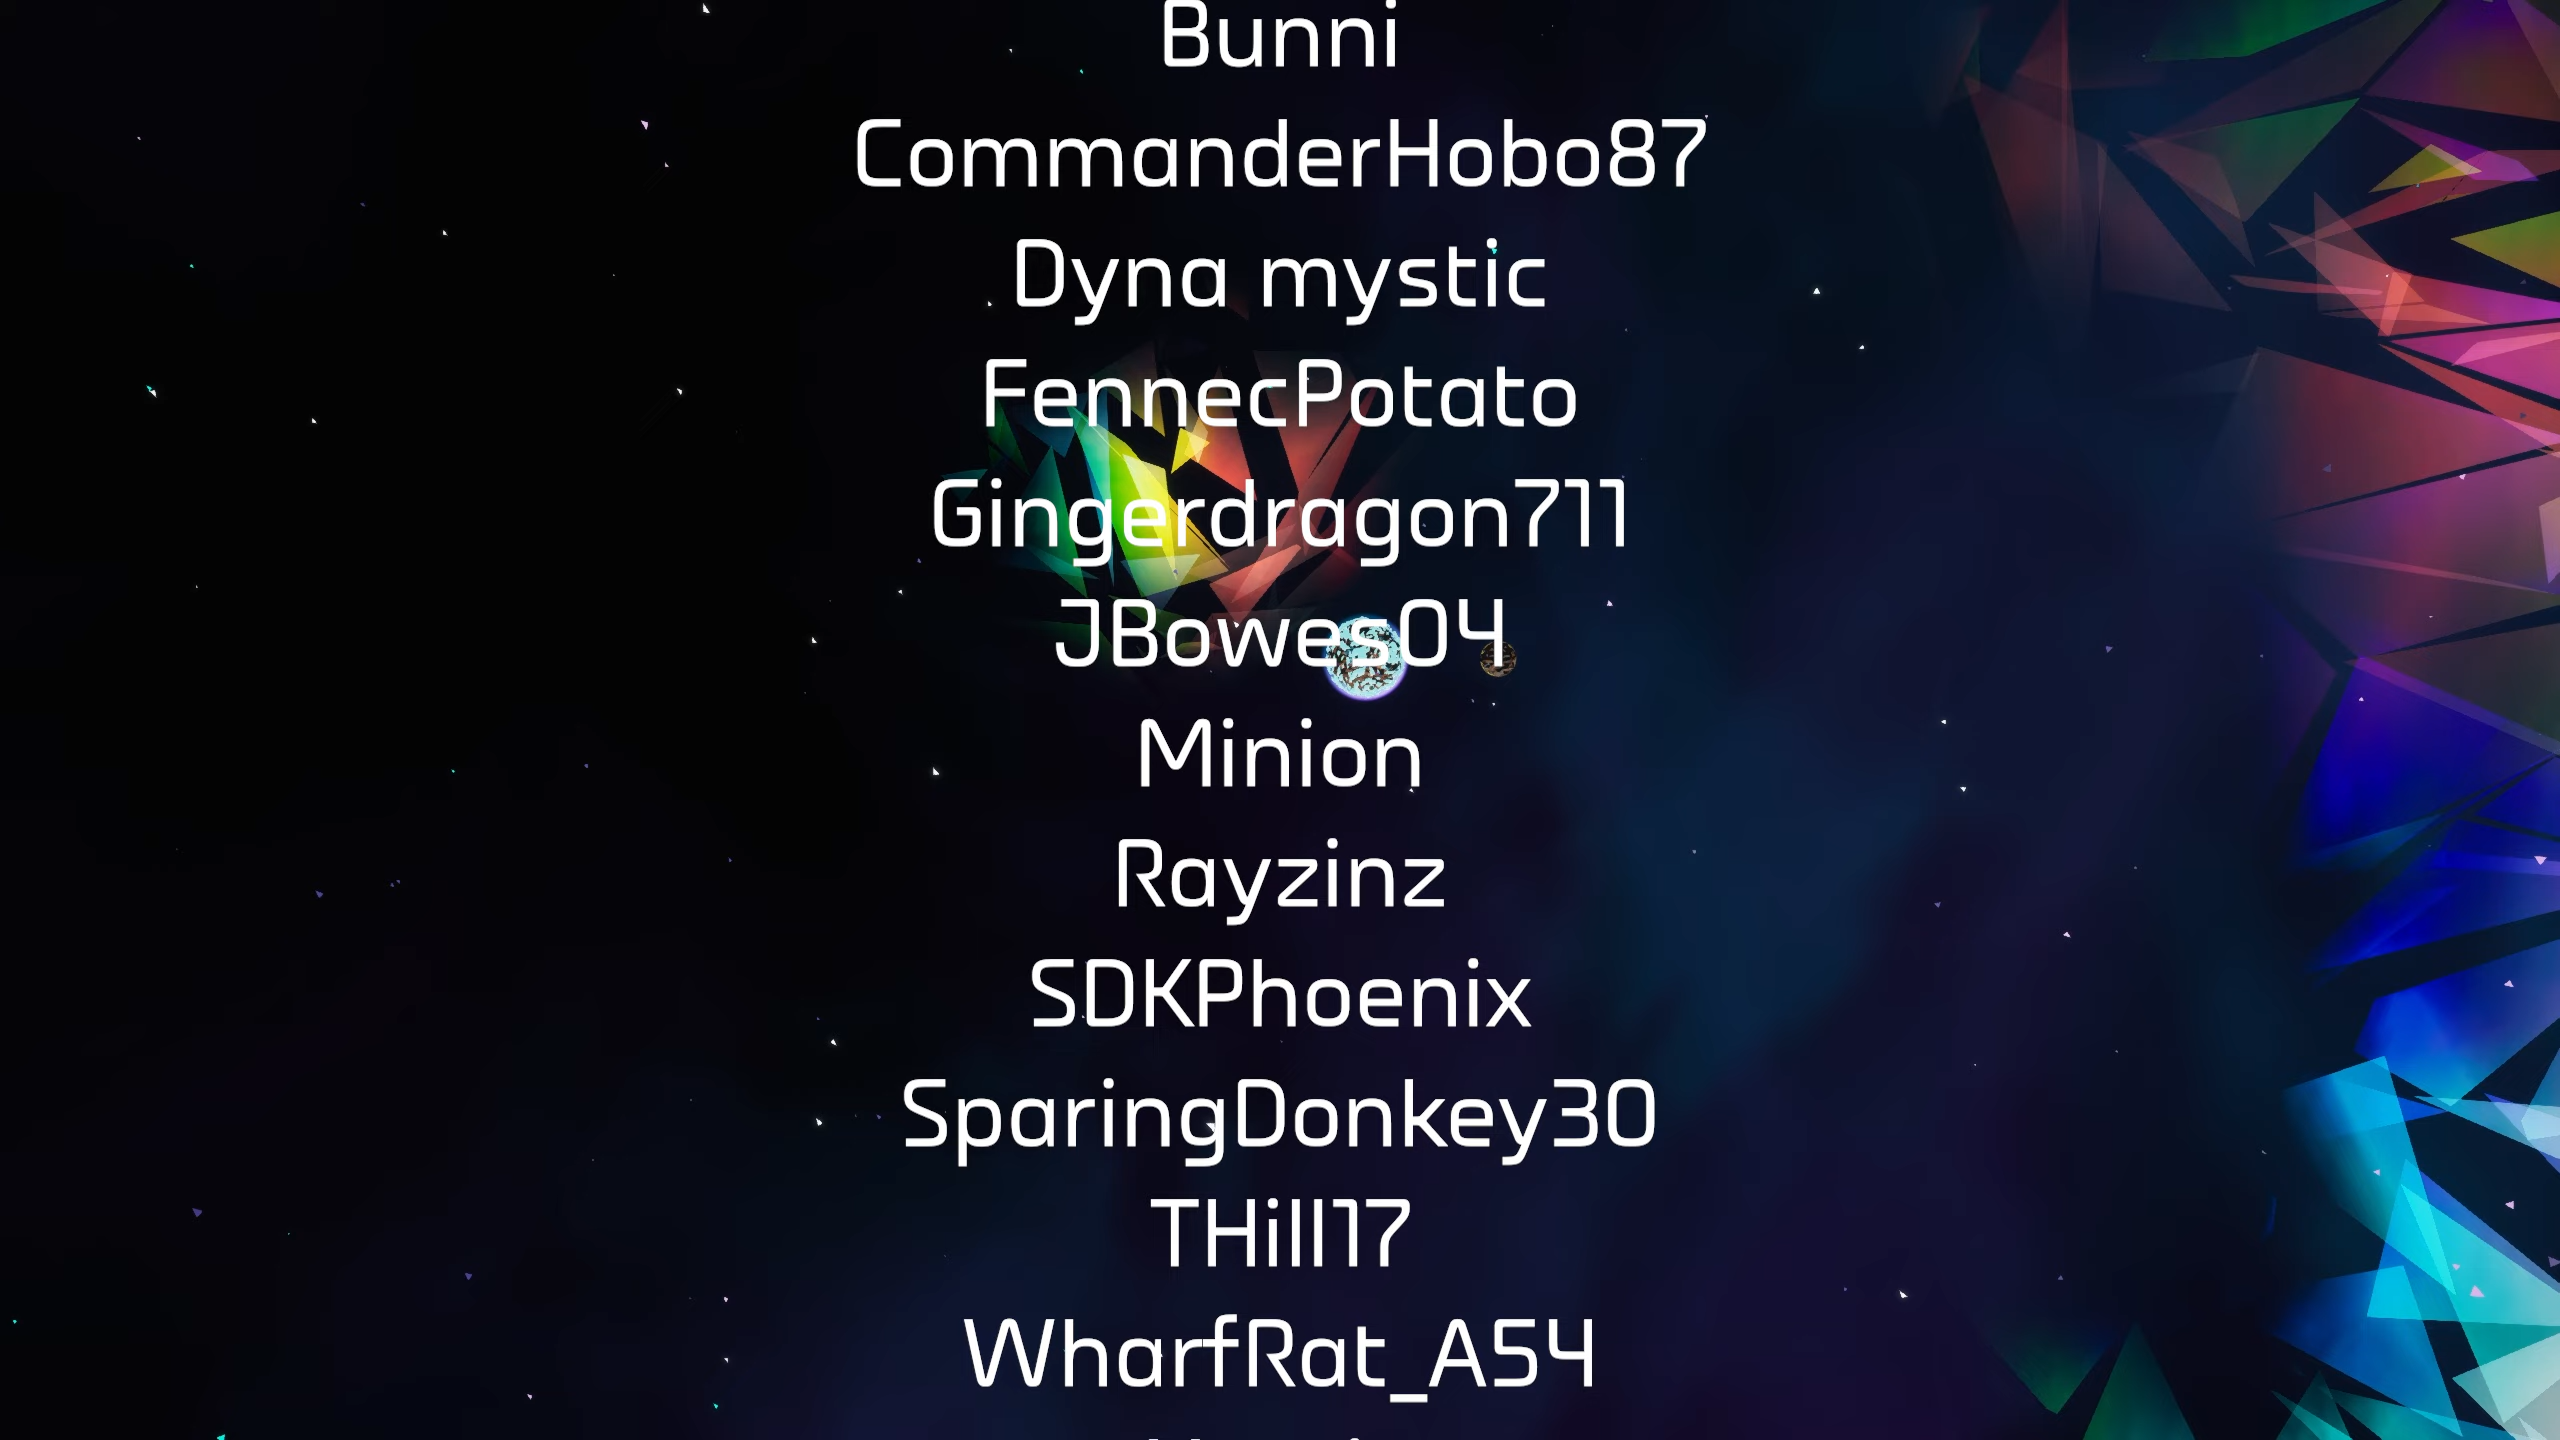 Bunni
CommanderHobo87
Dyna mystic
FennecPotato
Gingerdragon711
JBowes04
Minion
Rayzinz
SDKPhoenix
SparingDonkey30
THill17
WharfRat_A54